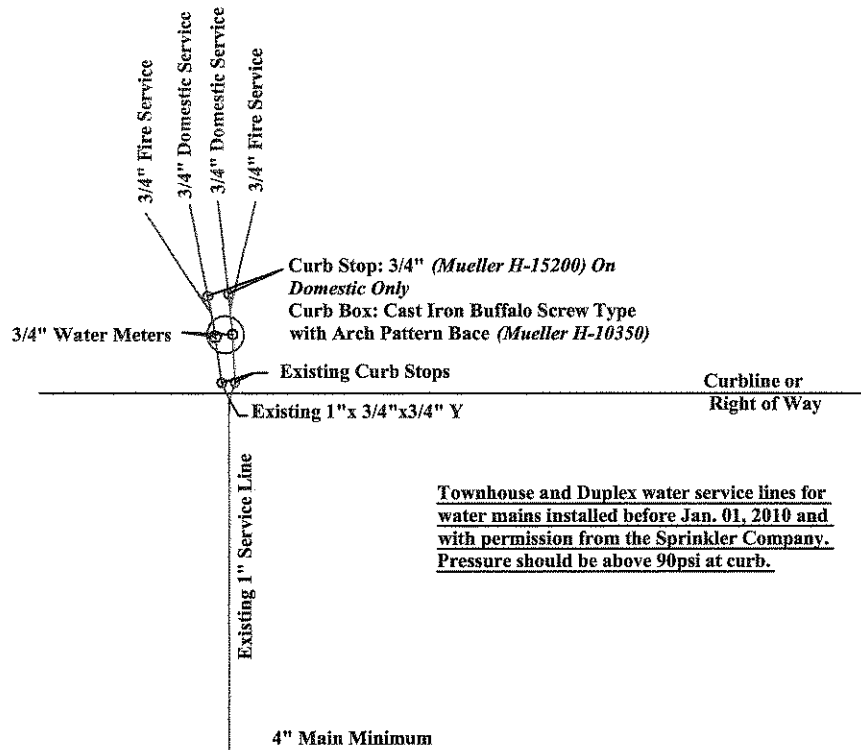 3/4" Fire Service
3/4" Domestic Service
3/4" Domestic Service
3/4" Fire Service
Curb Stop: 3/4" (Mueller H-15200) On
Domestic Only
Curb Box: Cast Iron Buffalo Screw Type
with Arch Pattern Bace (Mueller H-10350)
3/4" Water Meters
Existing Curb Stops
Curbline or
Right of Way
Existing 1"x 3/4"x3/4" Y
Existing 1" Service Line
Townhouse and Duplex water service lines for
water mains installed before Jan. 01, 2010 and
with permission from the Sprinkler Company.
Pressure should be above 90psi at curb.
4" Main Minimum